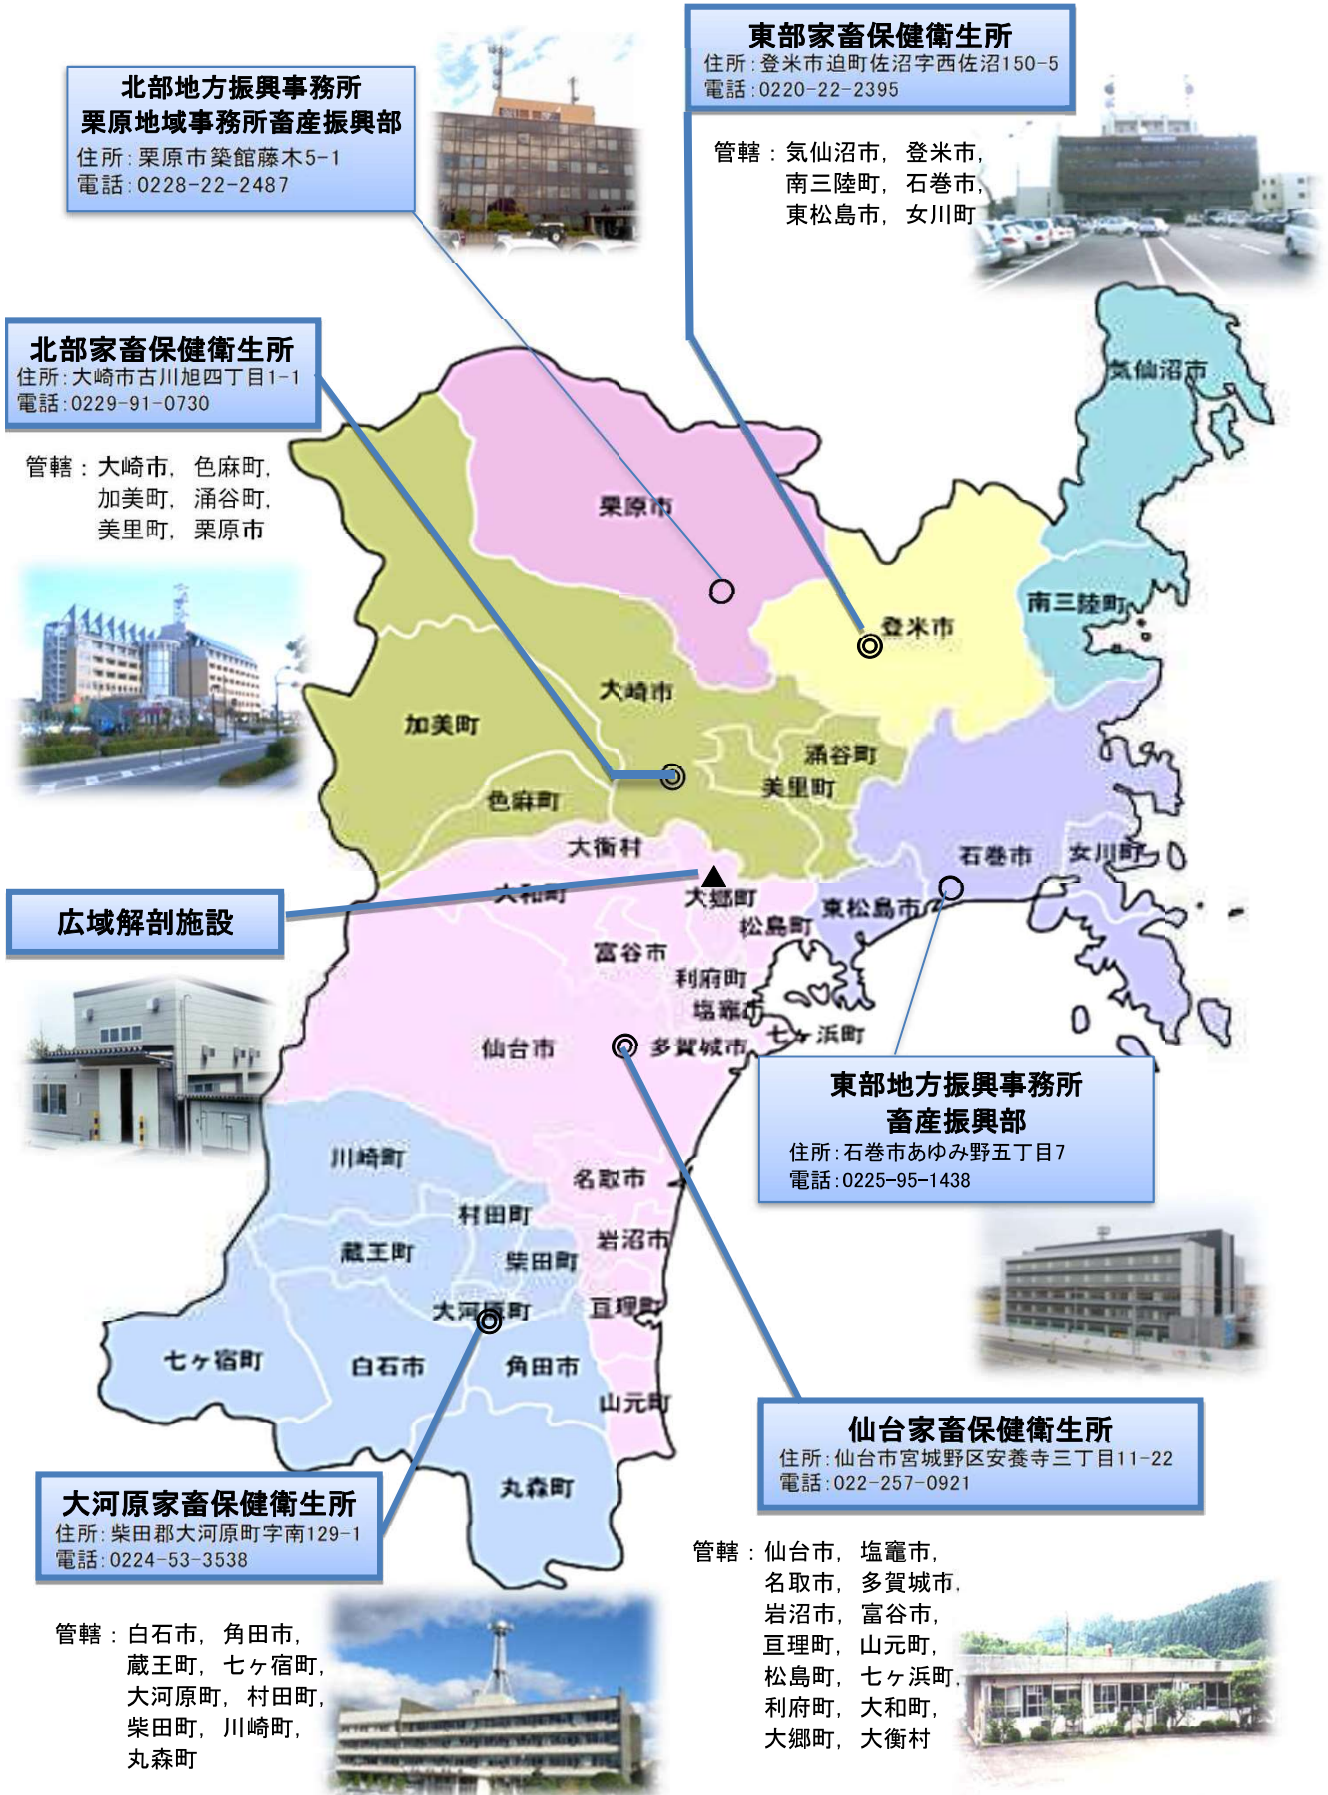 東部家畜保健衛生所
住所：登米市迫町佐沼字西佐沼150-5
電話：0220-22-2395
管轄：気仙沼市，登米市，
南三陸町，石巻市，
東松島市，女川町
北部地方振興事務所
栗原地域事務所畜産振興部
住所：栗原市築館藤木5-1
電話：0228-22-2487
北部家畜保健衛生所
住所：大崎市古川旭四丁目1-1
電話：0229-91-0730
管轄：大崎市，色麻町，
加美町，涌谷町，
美里町，栗原市
気仙沼市
栗原市
南三陸町
登米市
大崎市
加美町
涌谷町
美里町
色麻町
大衡村
石巻市
女川町
大和町
大郷町
東松島市
松島町
富谷市
利府町
塩竈市
七ヶ浜町
仙台市
多賀城市
広域解剖施設
東部地方振興事務所
畜産振興部
住所：石巻市あゆみ野五丁目7
電話：0225-95-1438
川崎町
名取市
村田町
岩沼市
蔵王町
柴田町
大河原町
亘理町
七ヶ宿町
白石市
角田市
山元町
丸森町
仙台家畜保健衛生所
住所：仙台市宮城野区安養寺三丁目11-22
電話：022-257-0921
管轄：仙台市，塩竈市，
名取市，多賀城市，
岩沼市，富谷市，
亘理町，山元町，
松島町，七ヶ浜町，
利府町，大和町，
大郷町，大衡村
大河原家畜保健衛生所
住所：柴田郡大河原町字南129-1
電話：0224-53-3538
管轄：白石市，角田市，
蔵王町，七ヶ宿町，
大河原町，村田町，
柴田町，川崎町，
丸森町